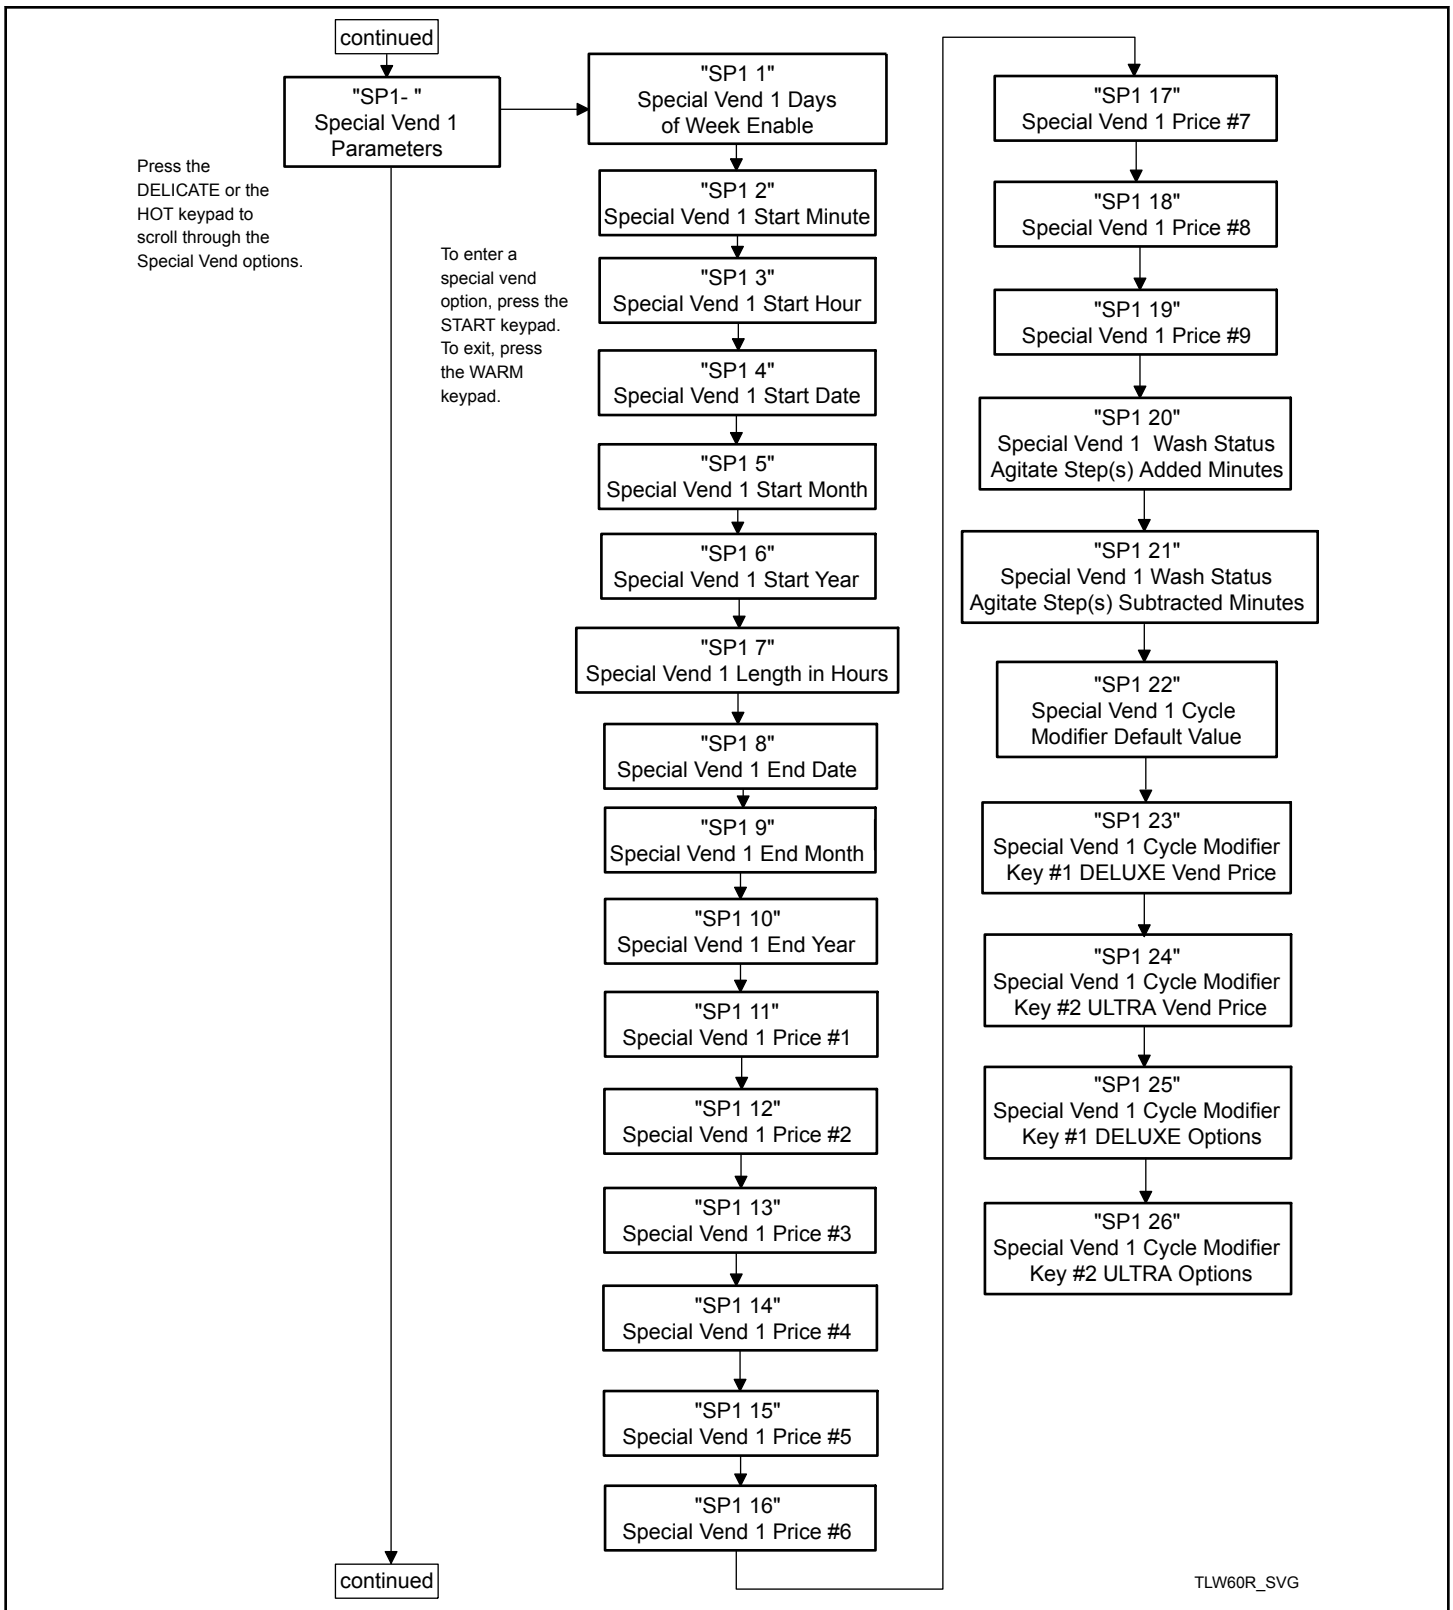 continued
"SP1- "
Special Vend 1
Parameters
Press the
DELICATE or the
HOT keypad to
scroll through the
Special Vend options.
To enter a
special vend
option, press the
START keypad.
To exit, press
the WARM
keypad.
continued
"SP1 1"
Special Vend 1 Days
of Week Enable
"SP1 2"
Special Vend 1 Start Minute
"SP1 3"
Special Vend 1 Start Hour
"SP1 4"
Special Vend 1 Start Date
"SP1 5"
Special Vend 1 Start Month
"SP1 6"
Special Vend 1 Start Year
"SP1 7"
Special Vend 1 Length in Hours
"SP1 8"
Special Vend 1 End Date
"SP1 9"
Special Vend 1 End Month
"SP1 10"
Special Vend 1 End Year
"SP1 11"
Special Vend 1 Price #1
"SP1 12"
Special Vend 1 Price #2
"SP1 13"
Special Vend 1 Price #3
"SP1 14"
Special Vend 1 Price #4
"SP1 15"
Special Vend 1 Price #5
"SP1 16"
Special Vend 1 Price #6
"SP1 17"
Special Vend 1 Price #7
"SP1 18"
Special Vend 1 Price #8
"SP1 19"
Special Vend 1 Price #9
"SP1 20"
Special Vend 1  Wash Status
Agitate Step(s) Added Minutes
"SP1 21"
Special Vend 1 Wash Status
Agitate Step(s) Subtracted Minutes
"SP1 22"
Special Vend 1 Cycle
Modifier Default Value
"SP1 23"
Special Vend 1 Cycle Modifier
Key #1 DELUXE Vend Price
"SP1 24"
Special Vend 1 Cycle Modifier
Key #2 ULTRA Vend Price
"SP1 25"
Special Vend 1 Cycle Modifier
Key #1 DELUXE Options
"SP1 26"
Special Vend 1 Cycle Modifier
Key #2 ULTRA Options
TLW60R_SVG